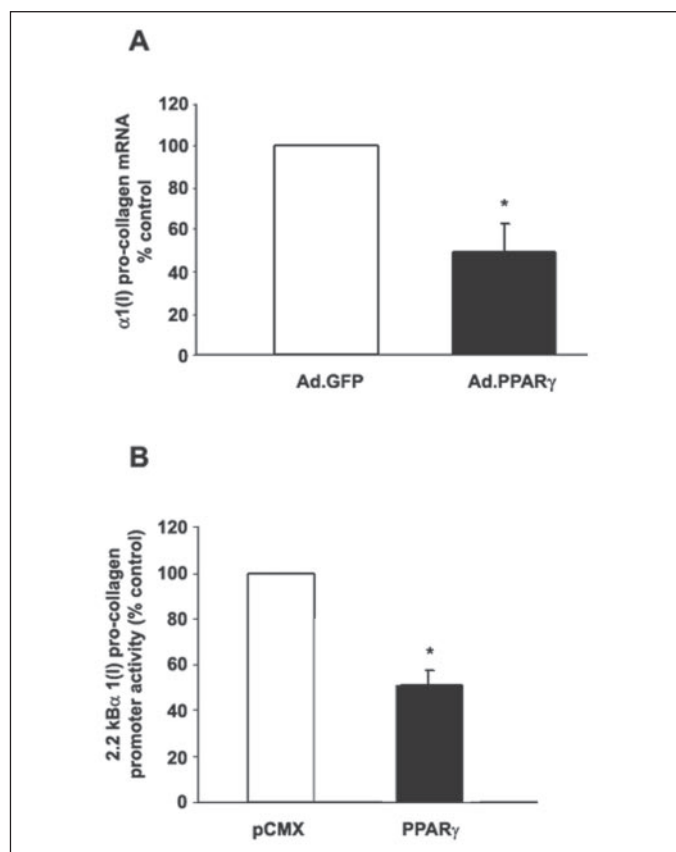 A
α1(I) pro-collagen mRNA
% control
120
100
80
60
40
20
0
*
Ad.GFP Ad.PPARγ
B
2.2 kBα 1(I) pro-collagen
promoter activity (% control)
120
100
80
60
40
20
0
*
pCMX PPARγ